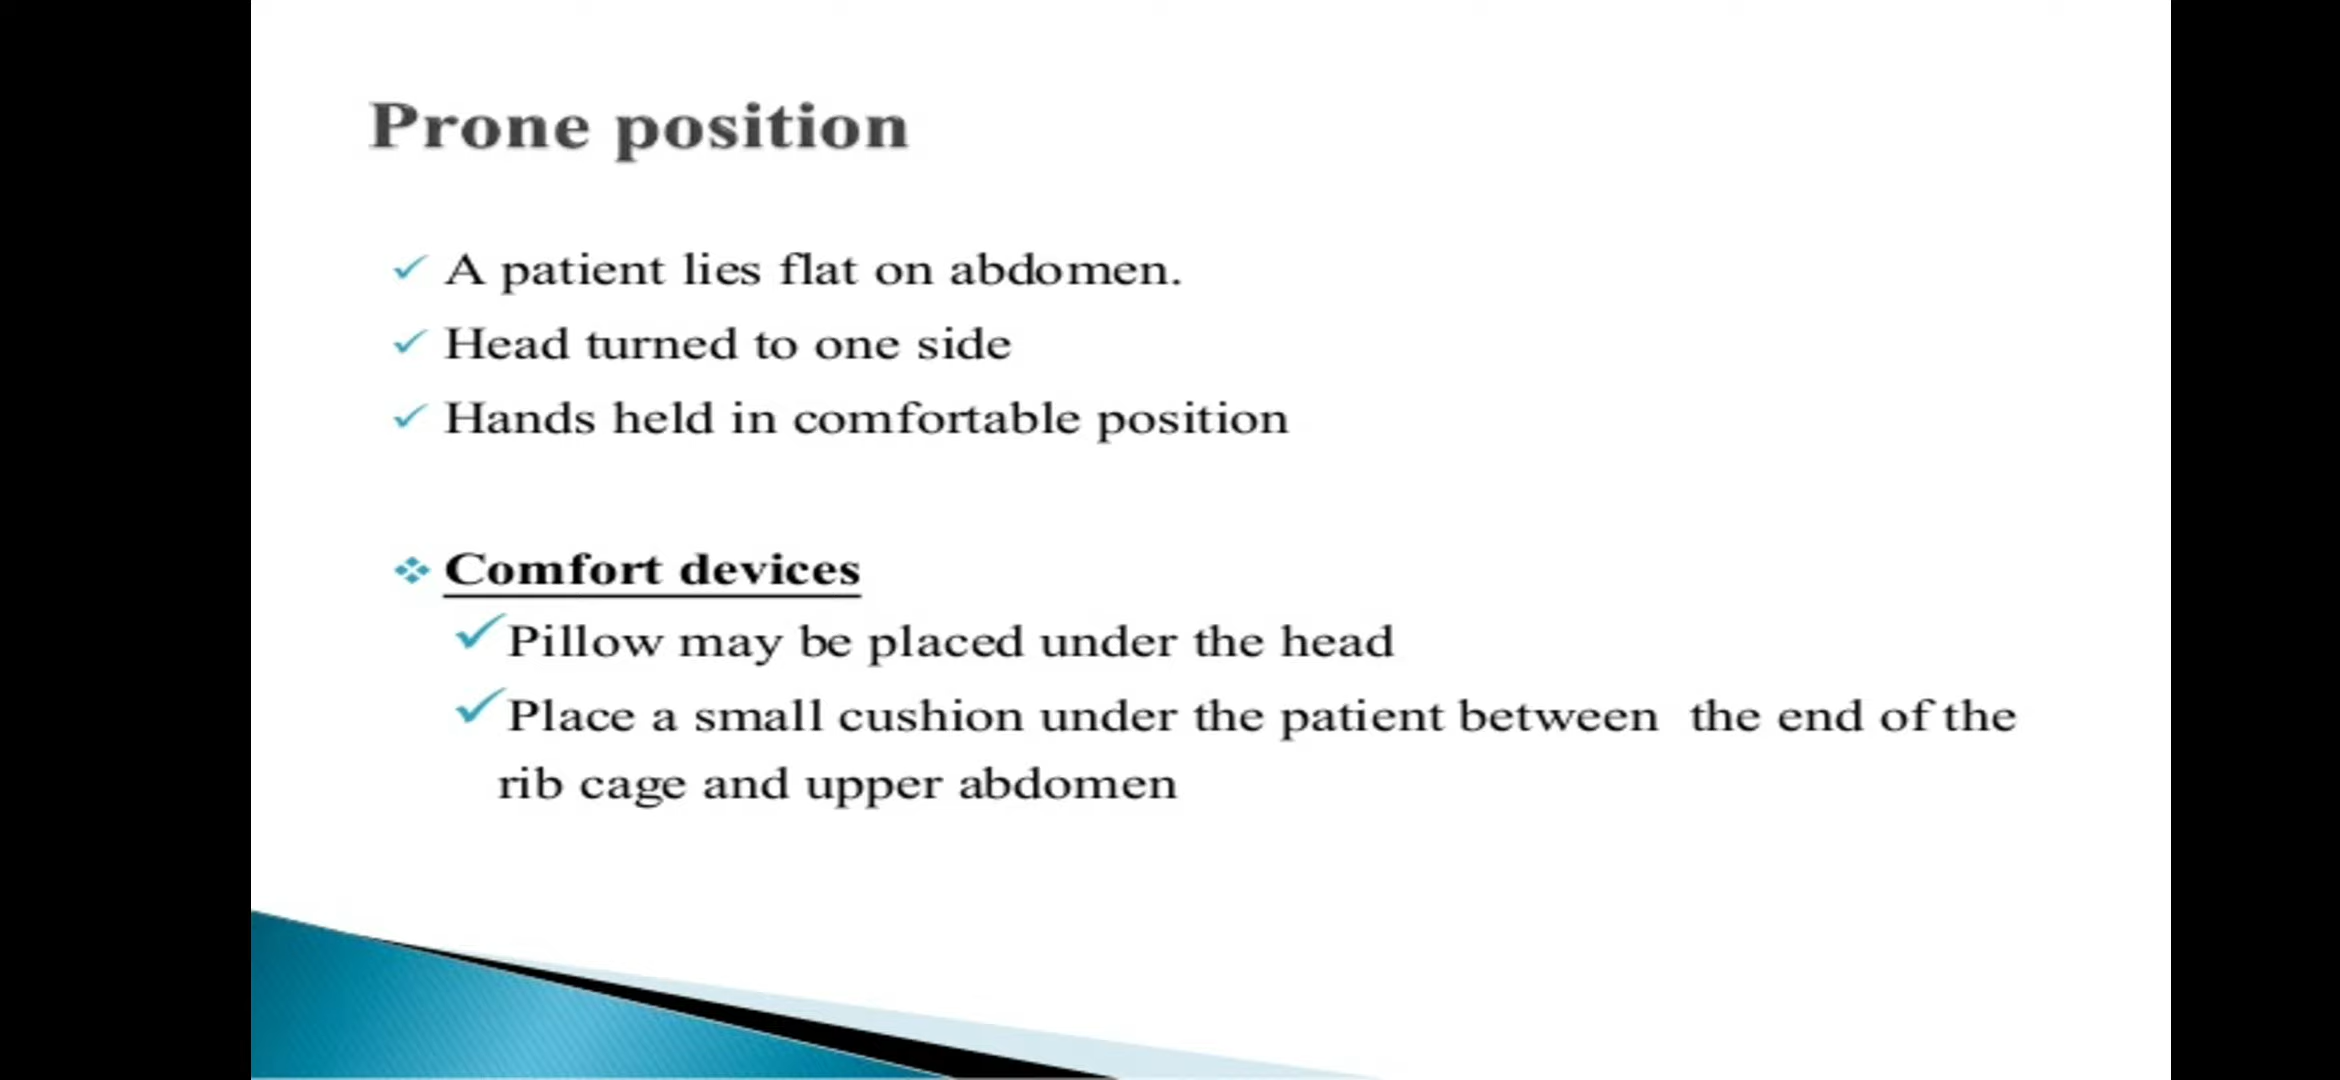 Prone position
A patient lies flat on abdomen.
Head turned to one side
Hands held in comfortable position
Comfort devices
Pillow may be placed under the head
Place a small cushion under the patient between the end of the
rib cage and upper abdomen